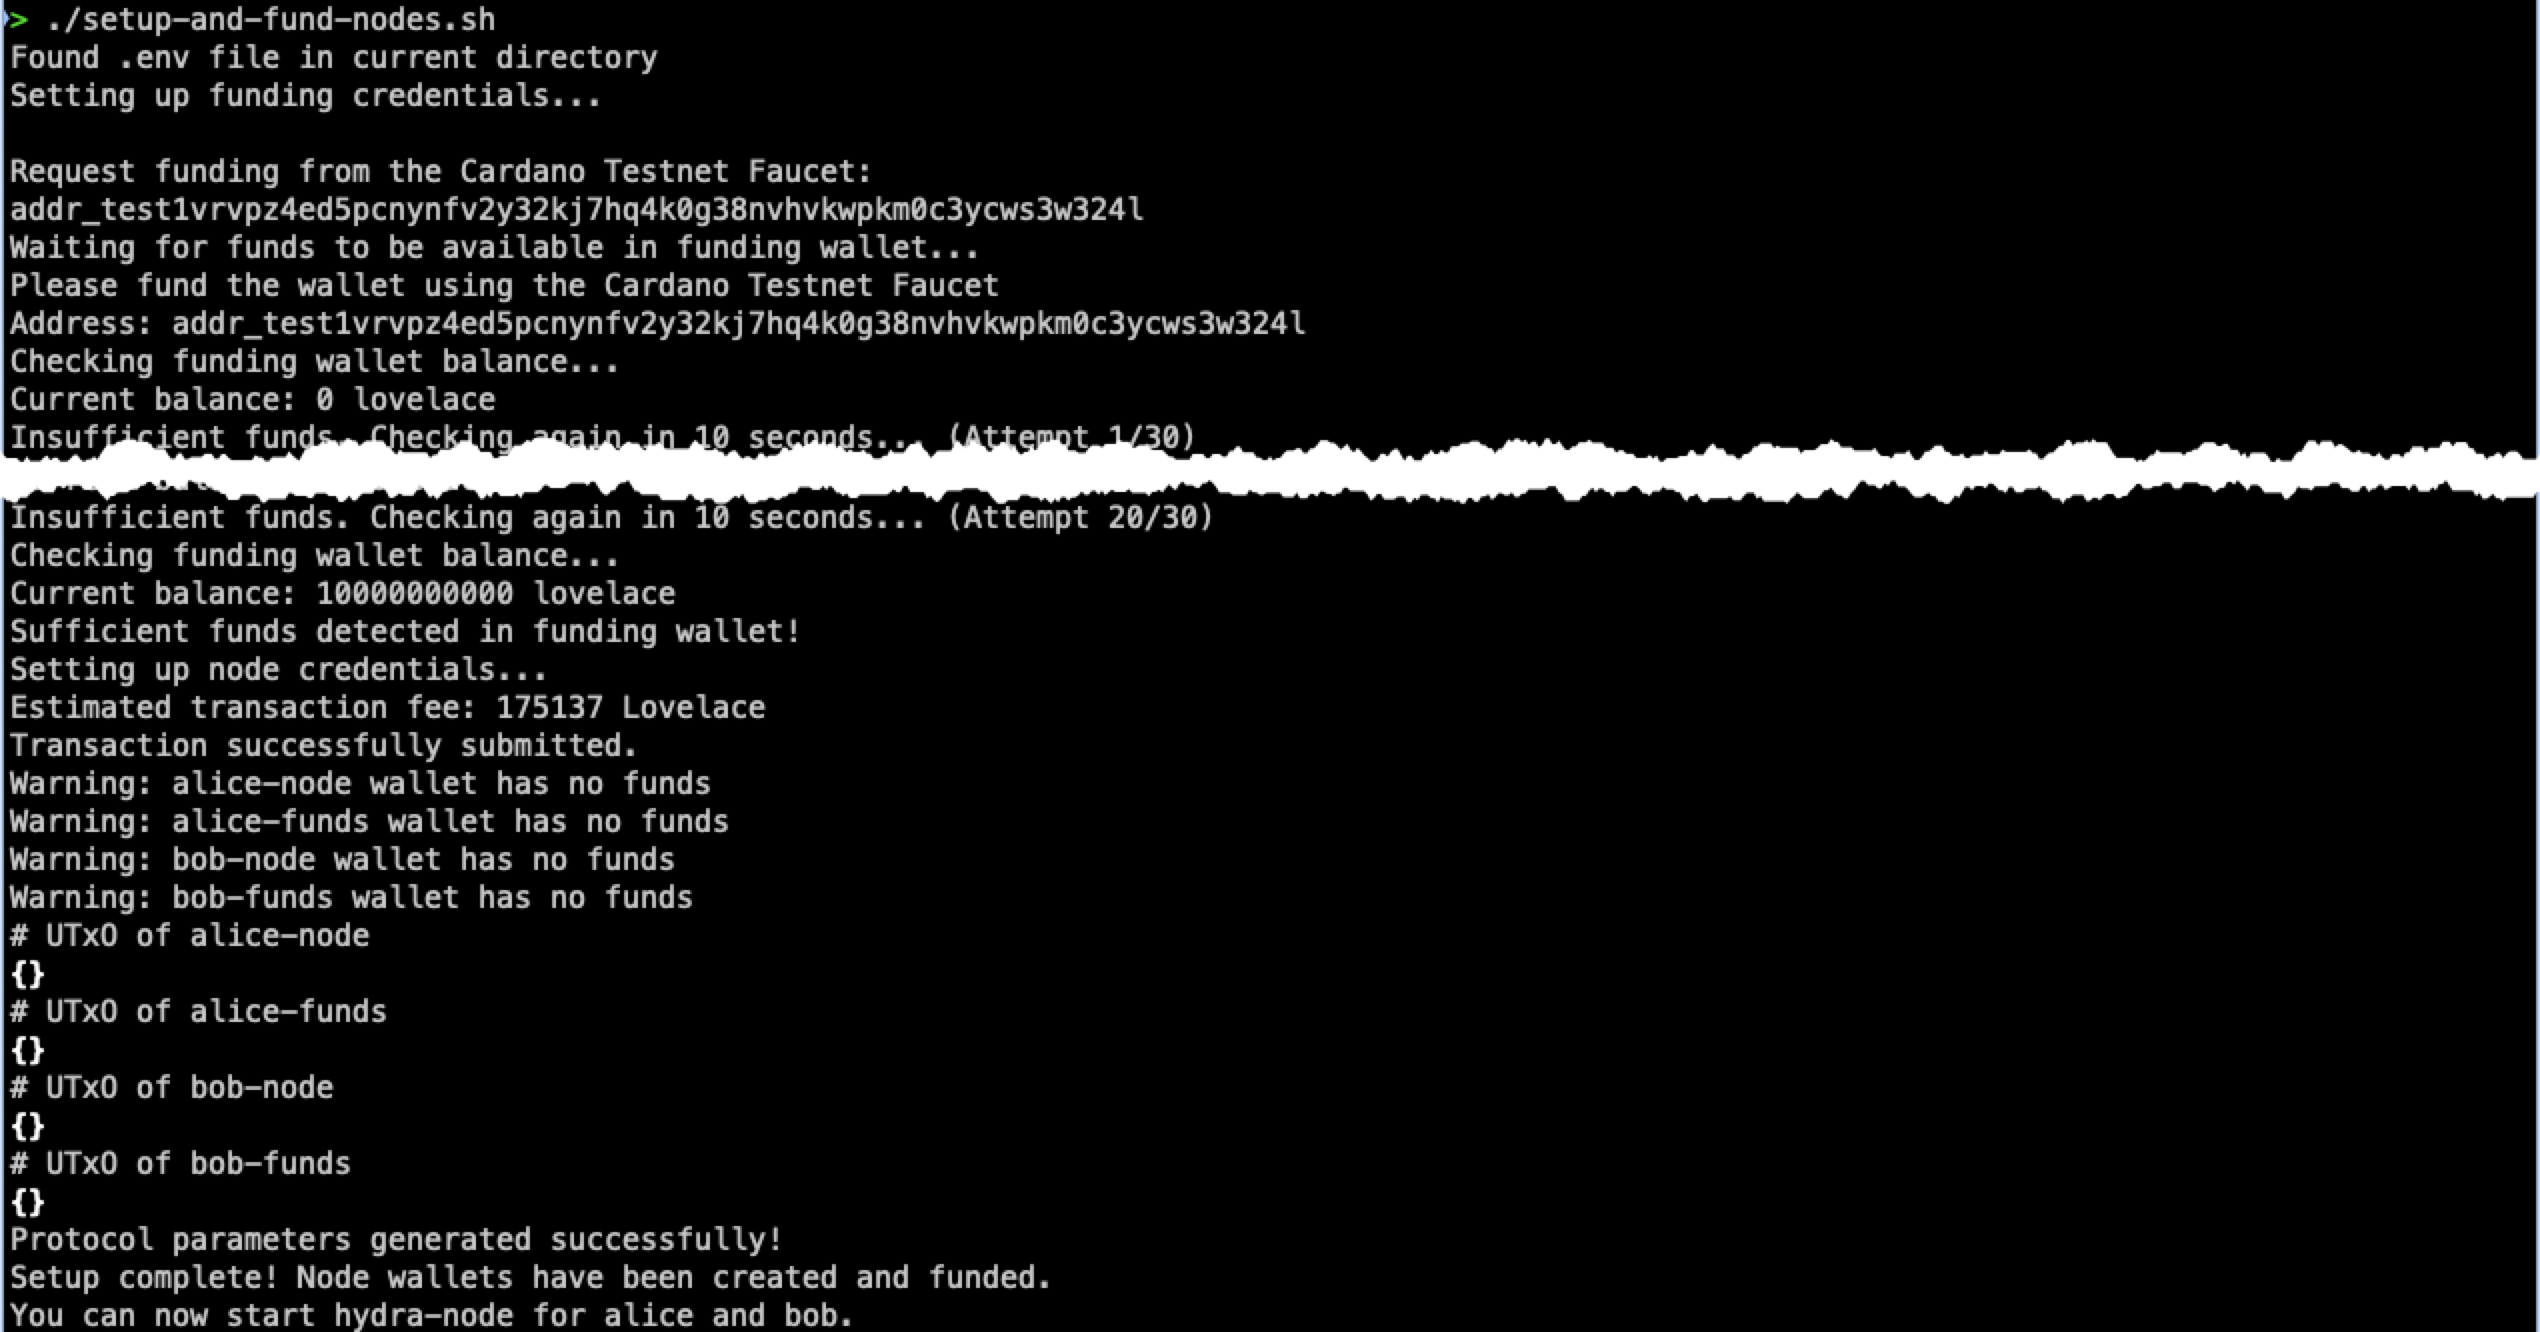 > ./setup-and-fund-nodes.sh
Found .env file in current directory
Setting up funding credentials...
Request funding from the Cardano Testnet Faucet:
addr_test1vrvpz4ed5pcnynfv2y32kj7hq4k0g38nvhvkwpkm0c3ycws3w324l
Waiting for funds to be available in funding wallet...
Please fund the wallet using the Cardano Testnet Faucet
Address: addr_test1vrvpz4ed5pcnynfv2y32kj7hq4k0g38nvhvkwpkm0c3ycws3w324l
Checking funding wallet balance...
Current balance: 0 lovelace
Insufficient funds. Checking again in 10 seconds... (Attempt 1/30)
Insufficient funds. Checking again in 10 seconds... (Attempt 20/30)
Checking funding wallet balance...
Current balance: 10000000000 lovelace
Sufficient funds detected in funding wallet!
Setting up node credentials...
Estimated transaction fee: 175137 Lovelace
Transaction successfully submitted.
Warning: alice-node wallet has no funds
Warning: alice-funds wallet has no funds
Warning: bob-node wallet has no funds
Warning: bob-funds wallet has no funds
# UTxO of alice-node
{}
# UTxO of alice-funds
{}
# UTxO of bob-node
{}
# UTxO of bob-funds
{}
Protocol parameters generated successfully!
Setup complete! Node wallets have been created and funded.
You can now start hydra-node for alice and bob.